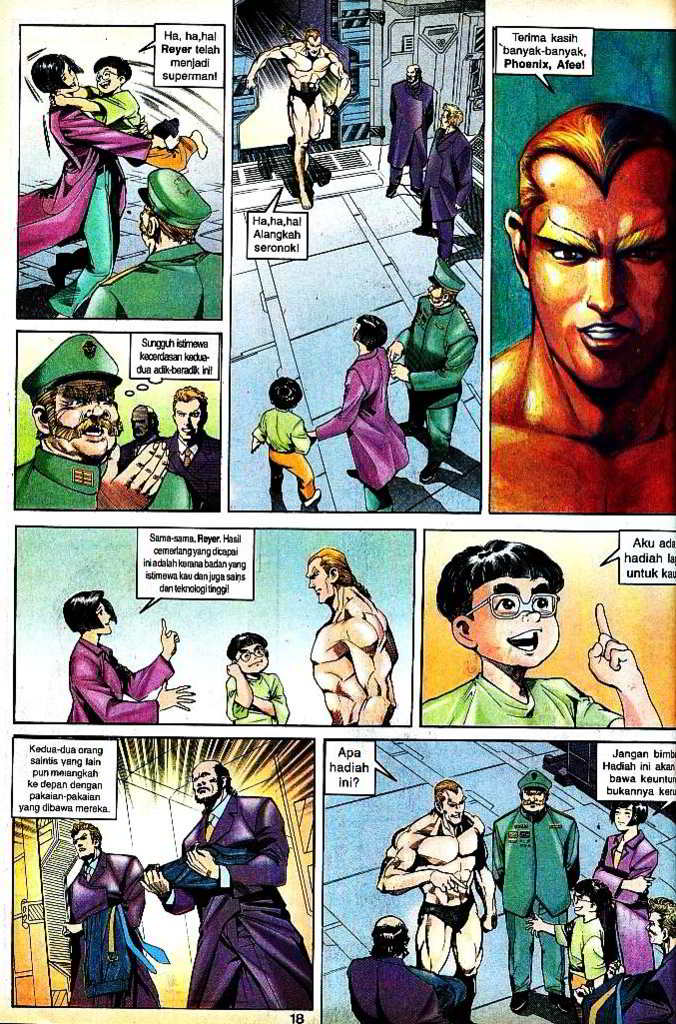 Ha, ha,ha!
Reyer telah
menjadi
superman!
Ha,ha,ha!
Alangkah
seronok!
Terima kasih
banyak-banyak,
Phoenix, Afee!
Sungguh istimewa
kecerdasan kedua-
dua adik-beradik ini!
Sama-sama, Reyer. Hasil
cemerlang yang dicapai
ini adalah kerana badan yang
istimewa kau dan juga sains
dan teknologi tinggi!
Aku ada
hadiah
untuk kau
Kedua-dua orang
saintis yang lain
pun melangkah
ke depan dengan
pakaian-pakaian
yang dibawa mereka.
Apa
hadiah
ini?
Jangan
Hadiah ini akan
bawa
bukannya
18